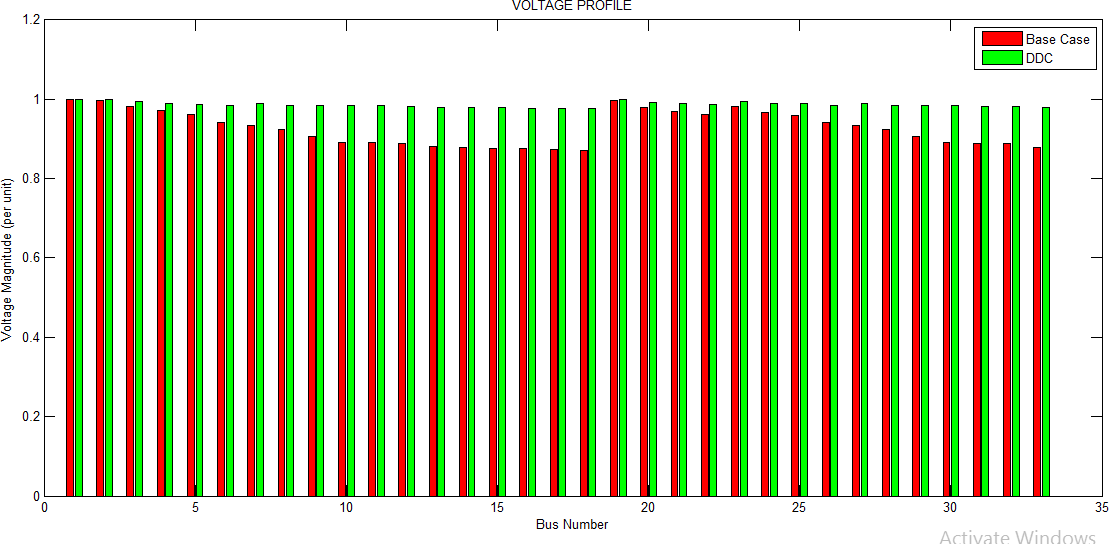 VOLTAGE PROFILE
1.2
1
0.8
0.6
0.4
0.2
0
Voltage Magnitude (per unit)
Base Case
DDC
0 5 10 15 20 25 30 35
Bus Number
Activate Windows